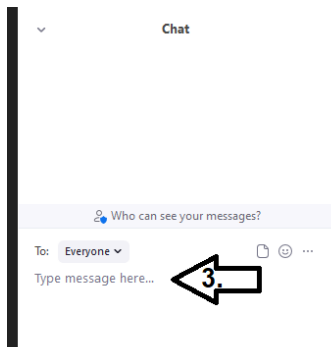 Chat
Who can see your messages?
To: Everyone
Type message here... 3.